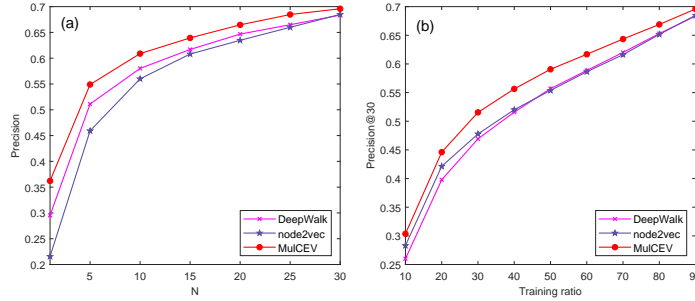 (a)
Precision
0.7
0.65
0.6
0.55
0.5
0.45
0.4
0.35
0.3
0.25
0.2
5
10
15
20
25
30
N
DeepWalk
node2vec
MulCEV
(b)
Precision@30
0.7
0.65
0.6
0.55
0.5
0.45
0.4
0.35
0.3
0.25
10
20
30
40
50
60
70
80
Training ratio
DeepWalk
node2vec
MulCEV